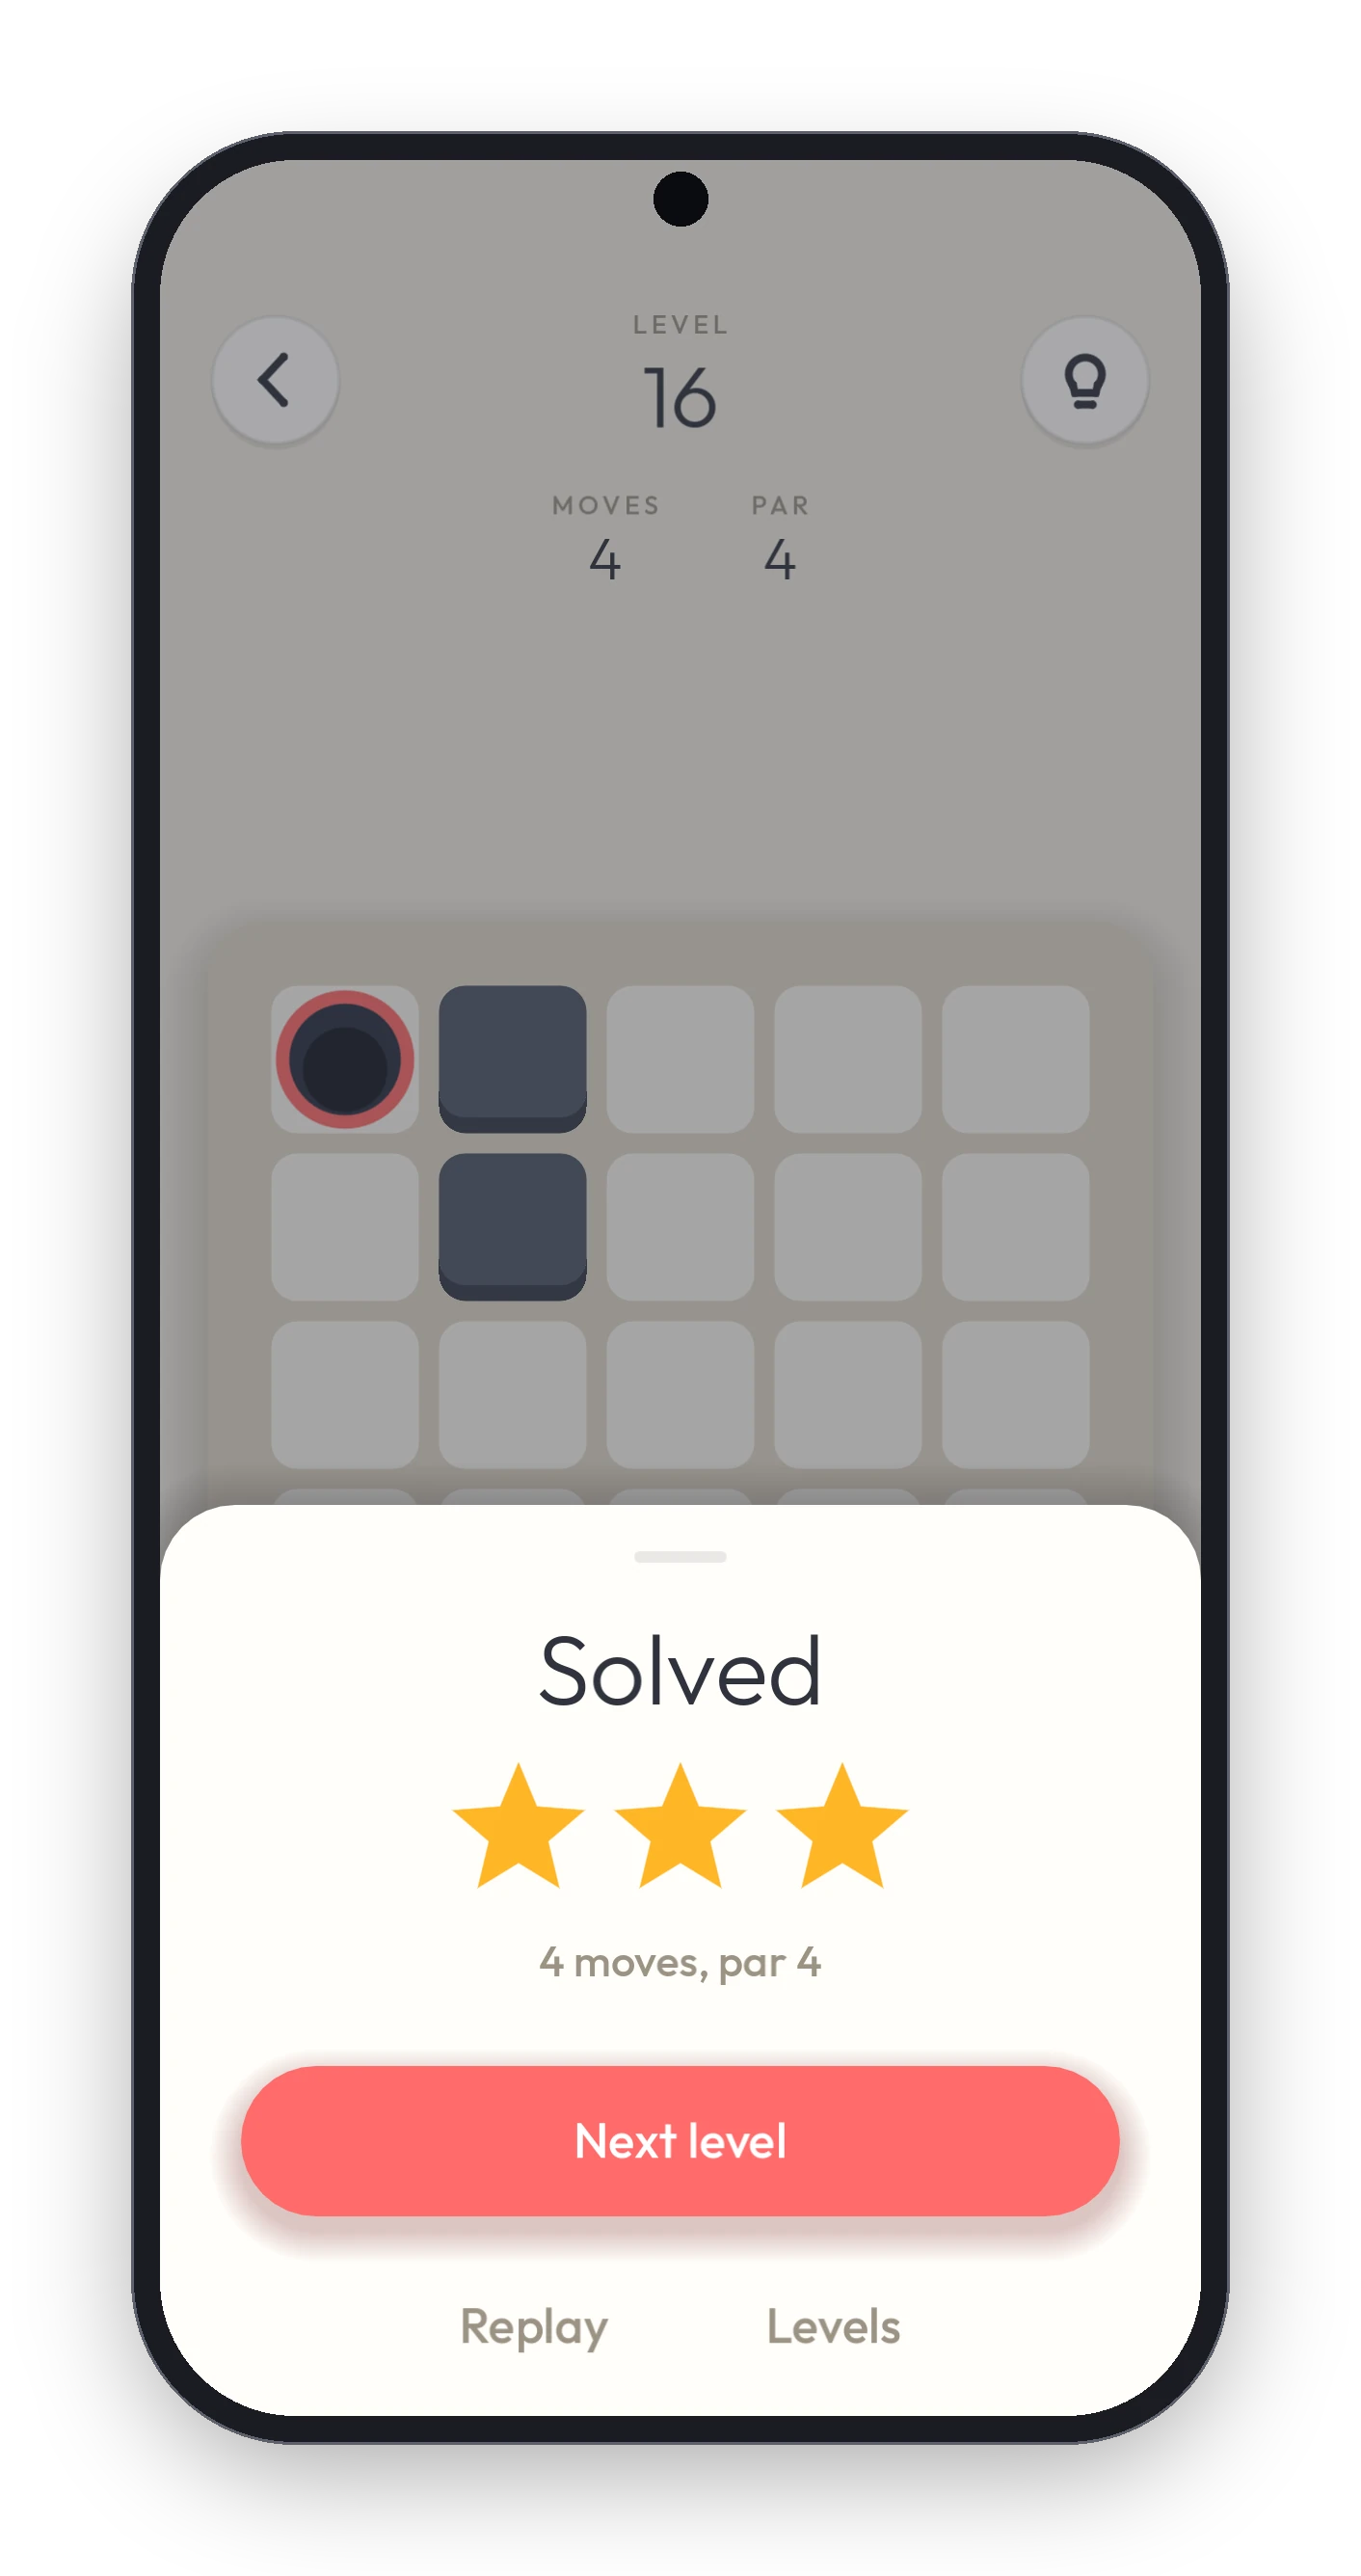 LEVEL
16
MOVES PAR
4 4
Solved
4 moves, par 4
Next level
Replay Levels